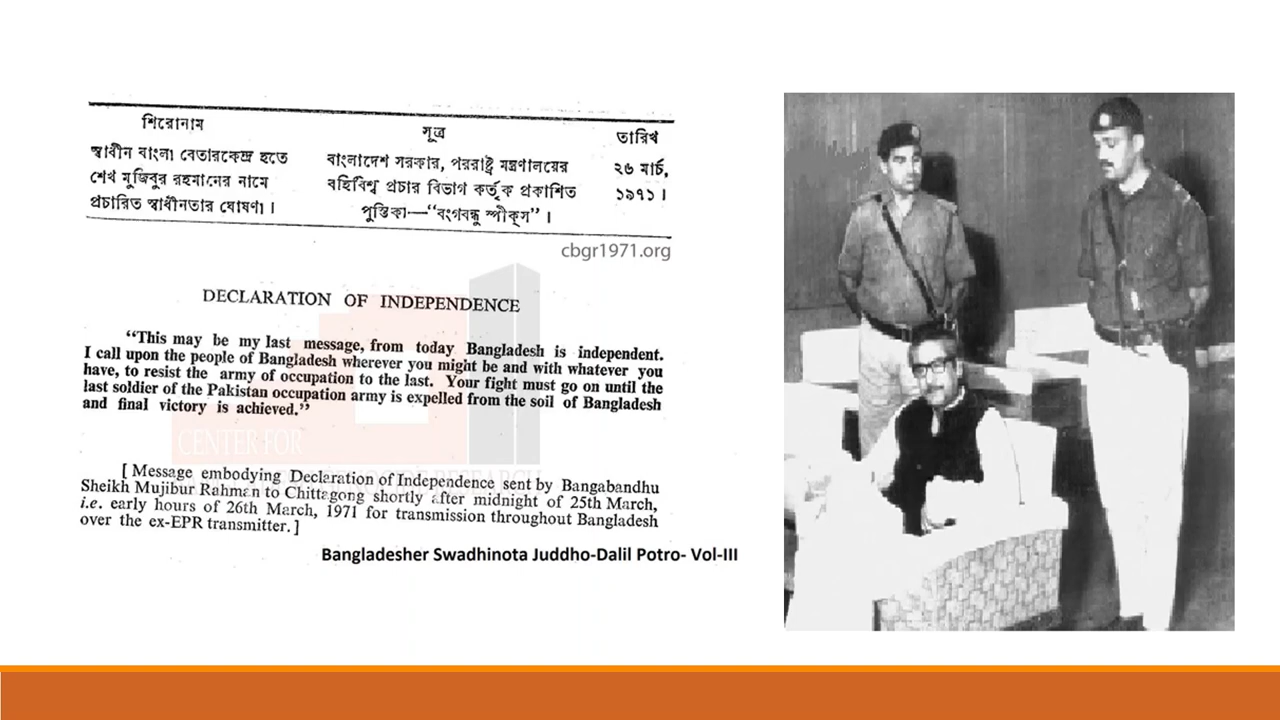 শিরোনাম সূত্র তারিখ
স্বাধীন বাংলা বেতারকেন্দ্র হতে বাংলাদেশ সরকার, পররাষ্ট্র মন্ত্রণালয়ের ২৬ মার্চ,
শেখ মুজিবুর রহমানের নামে বহির্বিশ্ব প্রচার বিভাগ কর্তৃক প্রকাশিত ১৯৭১।
প্রচারিত স্বাধীনতার ঘোষণা। পুস্তিকা—“বংগবন্ধু স্পীক্‌স”।
cbgr1971.org
DECLARATION OF INDEPENDENCE
“This may be my last message, from today Bangladesh is independent.
I call upon the people of Bangladesh wherever you might be and with whatever you
have, to resist the army of occupation to the last. Your fight must go on until the
last soldier of the Pakistan occupation army is expelled from the soil of Bangladesh
and final victory is achieved.”
CENTER FOR
GENOCIDE RESEARCH
[ Message embodying Declaration of Independence sent by Bangabandhu
Sheikh Mujibur Rahman to Chittagong shortly after midnight of 25th March,
i.e. early hours of 26th March, 1971 for transmission throughout Bangladesh
over the ex-EPR transmitter. ]
Bangladesher Swadhinota Juddho-Dalil Potro- Vol-III